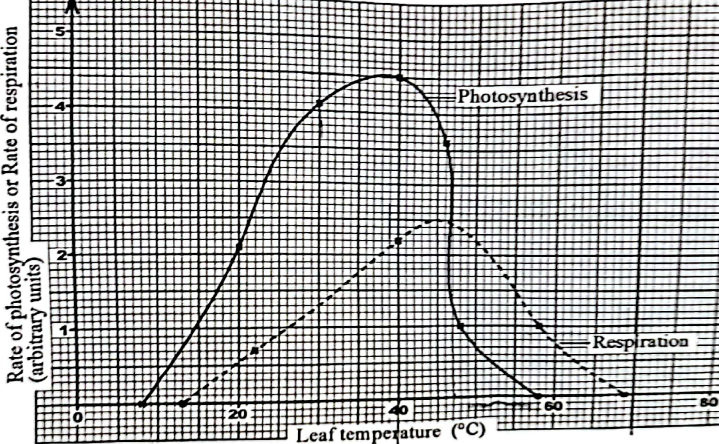 Rate of photosynthesis or Rate of respiration
(arbitrary units)
5
4
3
2
1
Photosynthesis
Respiration
0
20
40
60
80
Leaf temperature (°C)